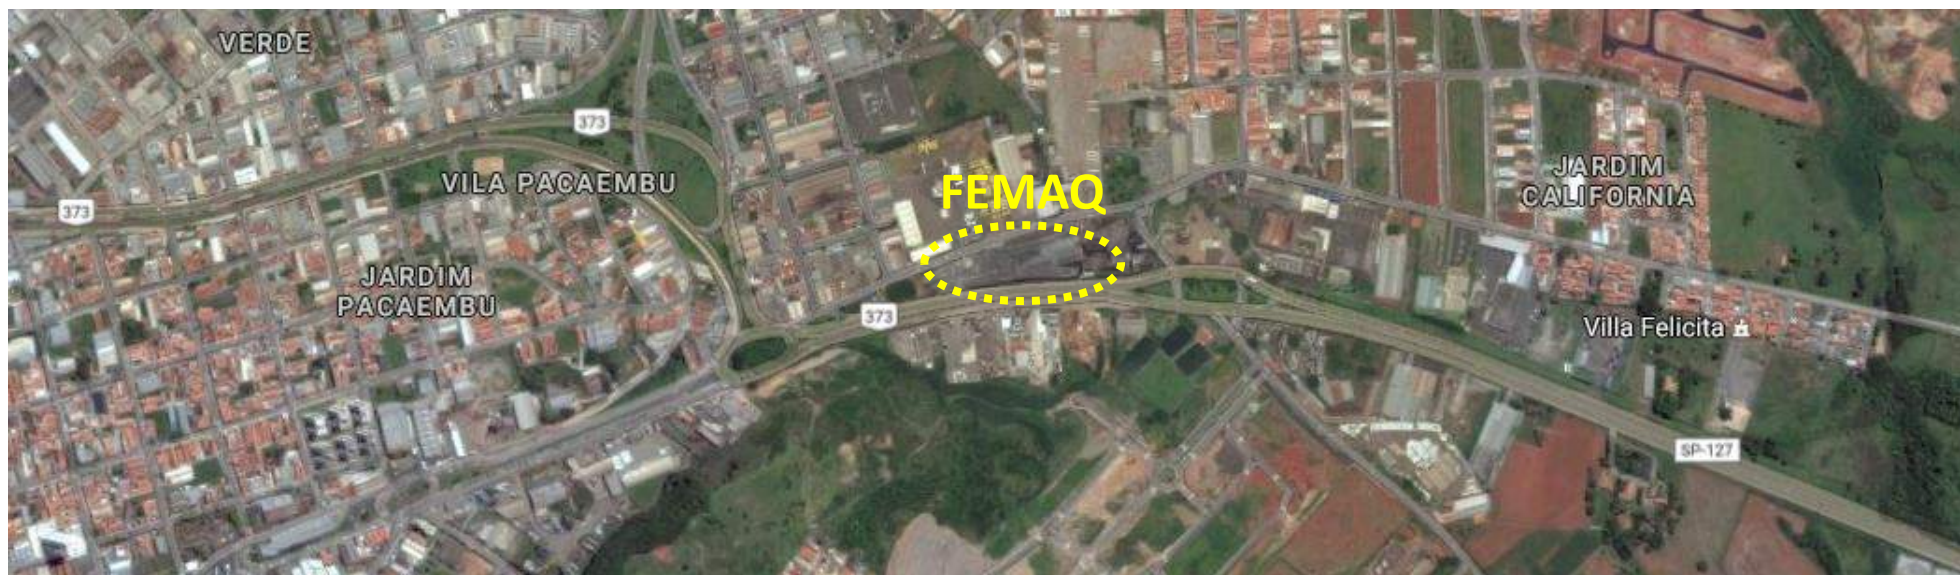 VERDE
373
VILA PACAEMBU
373
FEMAQ
JARDIM
CALIFORNIA
JARDIM
PACAEMBU
373
Villa Felicita
SP-127